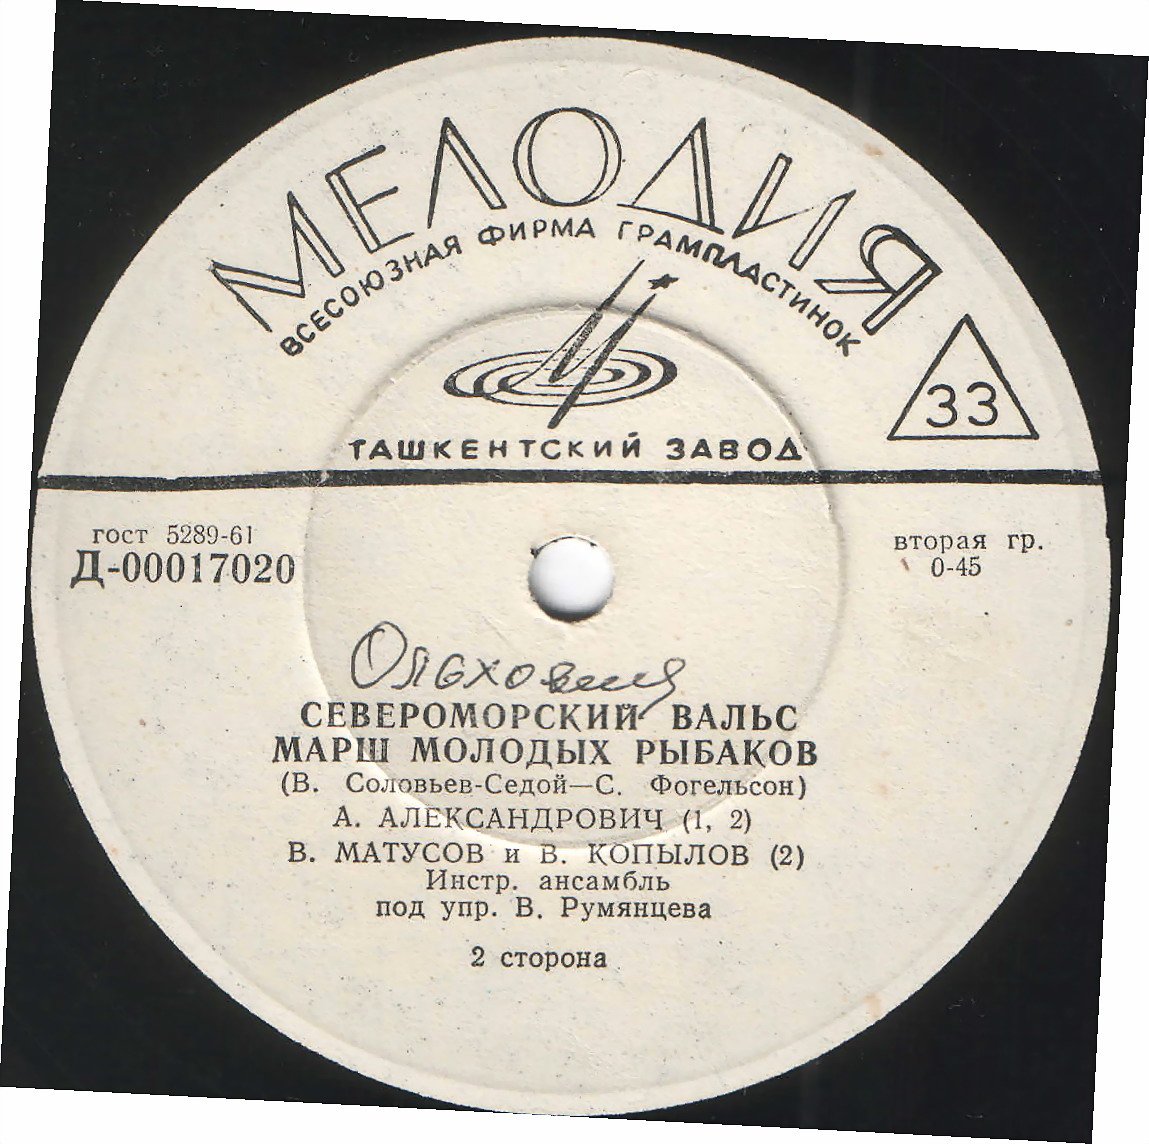 МЕЛОДИЯ
ВСЕСОЮЗНАЯ ФИРМА ГРАМПЛАСТИНОК
33
ТАШКЕНТСКИЙ ЗАВОД
гост 5289-61
Д-00017020
вторая гр.
0-45
СЕВЕРОМОРСКИЙ ВАЛЬС
МАРШ МОЛОДЫХ РЫБАКОВ
(В. Соловьев-Седой—С. Фогельсон)
А. АЛЕКСАНДРОВИЧ (1, 2)
В. МАТУСОВ и В. КОПЫЛОВ (2)
Инстр. ансамбль
под упр. В. Румянцева
2 сторона